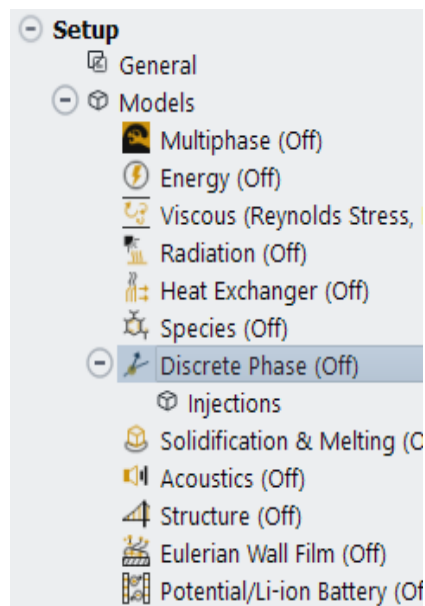 Setup
General
Models
Multiphase (Off)
Energy (Off)
Viscous (Reynolds Stress,
Radiation (Off)
Heat Exchanger (Off)
Species (Off)
Discrete Phase (Off)
Injections
Solidification & Melting (O
Acoustics (Off)
Structure (Off)
Eulerian Wall Film (Off)
Potential/Li-ion Battery (Of